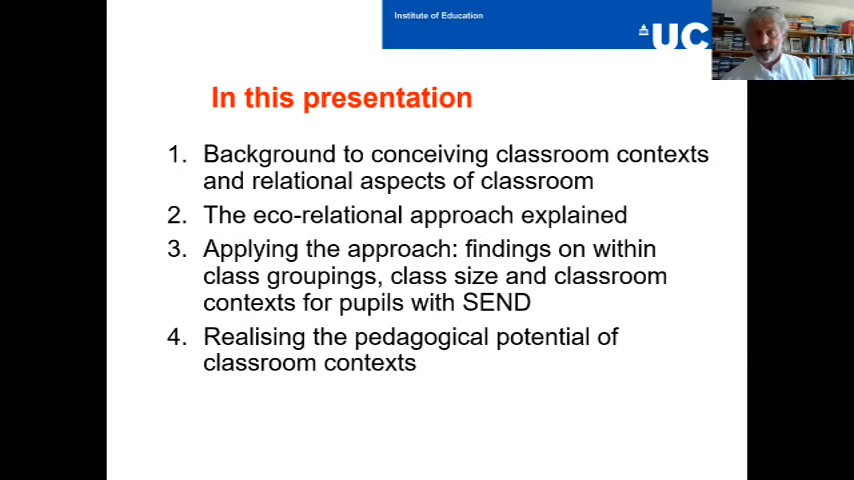 Institute of Education
UC
In this presentation
1. Background to conceiving classroom contexts
and relational aspects of classroom
2. The eco-relational approach explained
3. Applying the approach: findings on within
class groupings, class size and classroom
contexts for pupils with SEND
4. Realising the pedagogical potential of
classroom contexts